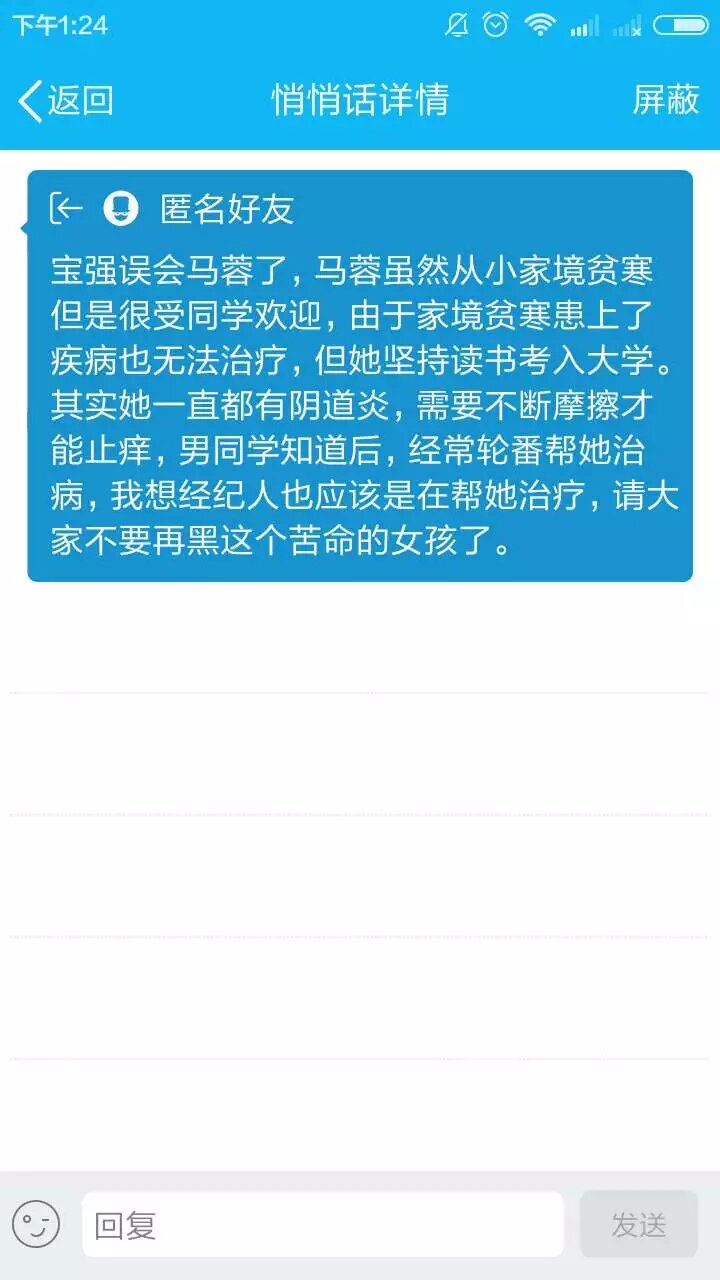 下午1:24
返回
悄悄话详情
屏蔽
匿名好友
宝强误会马蓉了，马蓉虽然从小家境贫寒
但是很受同学欢迎，由于家境贫寒患上了
疾病也无法治疗，但她坚持读书考入大学。
其实她一直都有阴道炎，需要不断摩擦才
能止痒，男同学知道后，经常轮番帮她治
病，我想经纪人也应该是在帮她治疗，请大
家不要再黑这个苦命的女孩了。
回复
发送